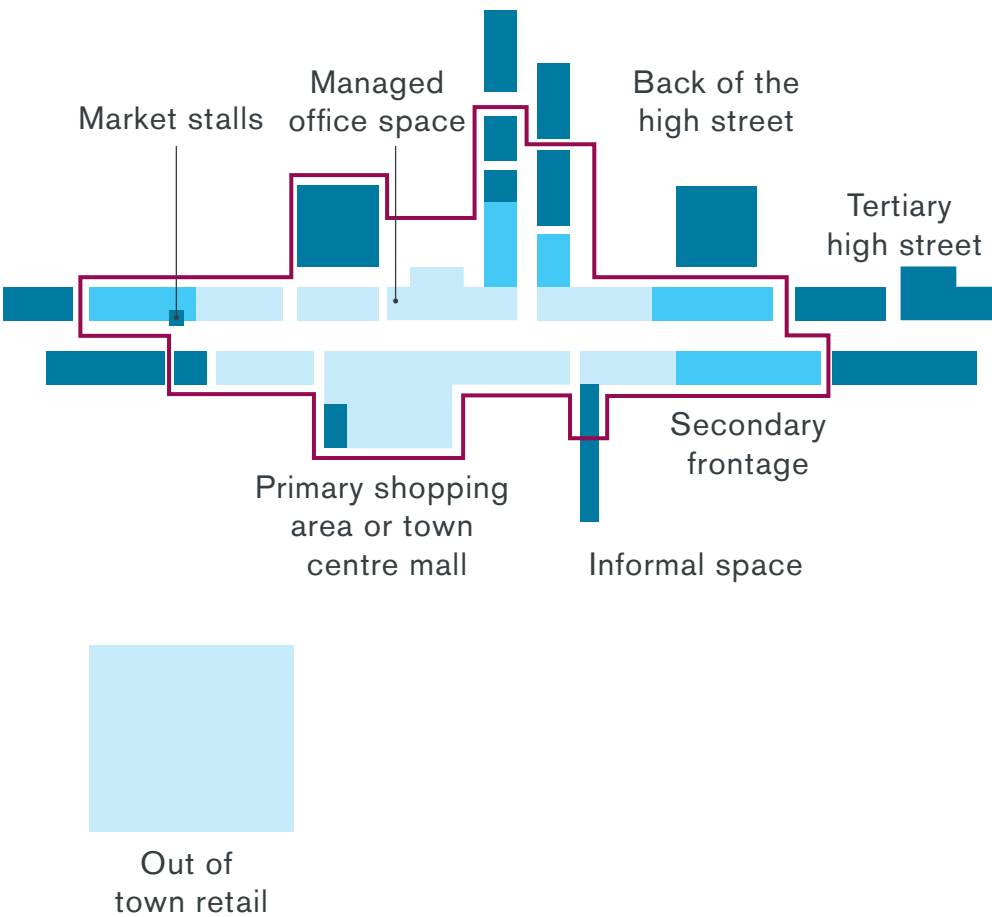 Market stalls
Managed
office space
Back of the
high street
Tertiary
high street
Secondary
frontage
Primary shopping
area or town
centre mall
Informal space
Out of
town retail